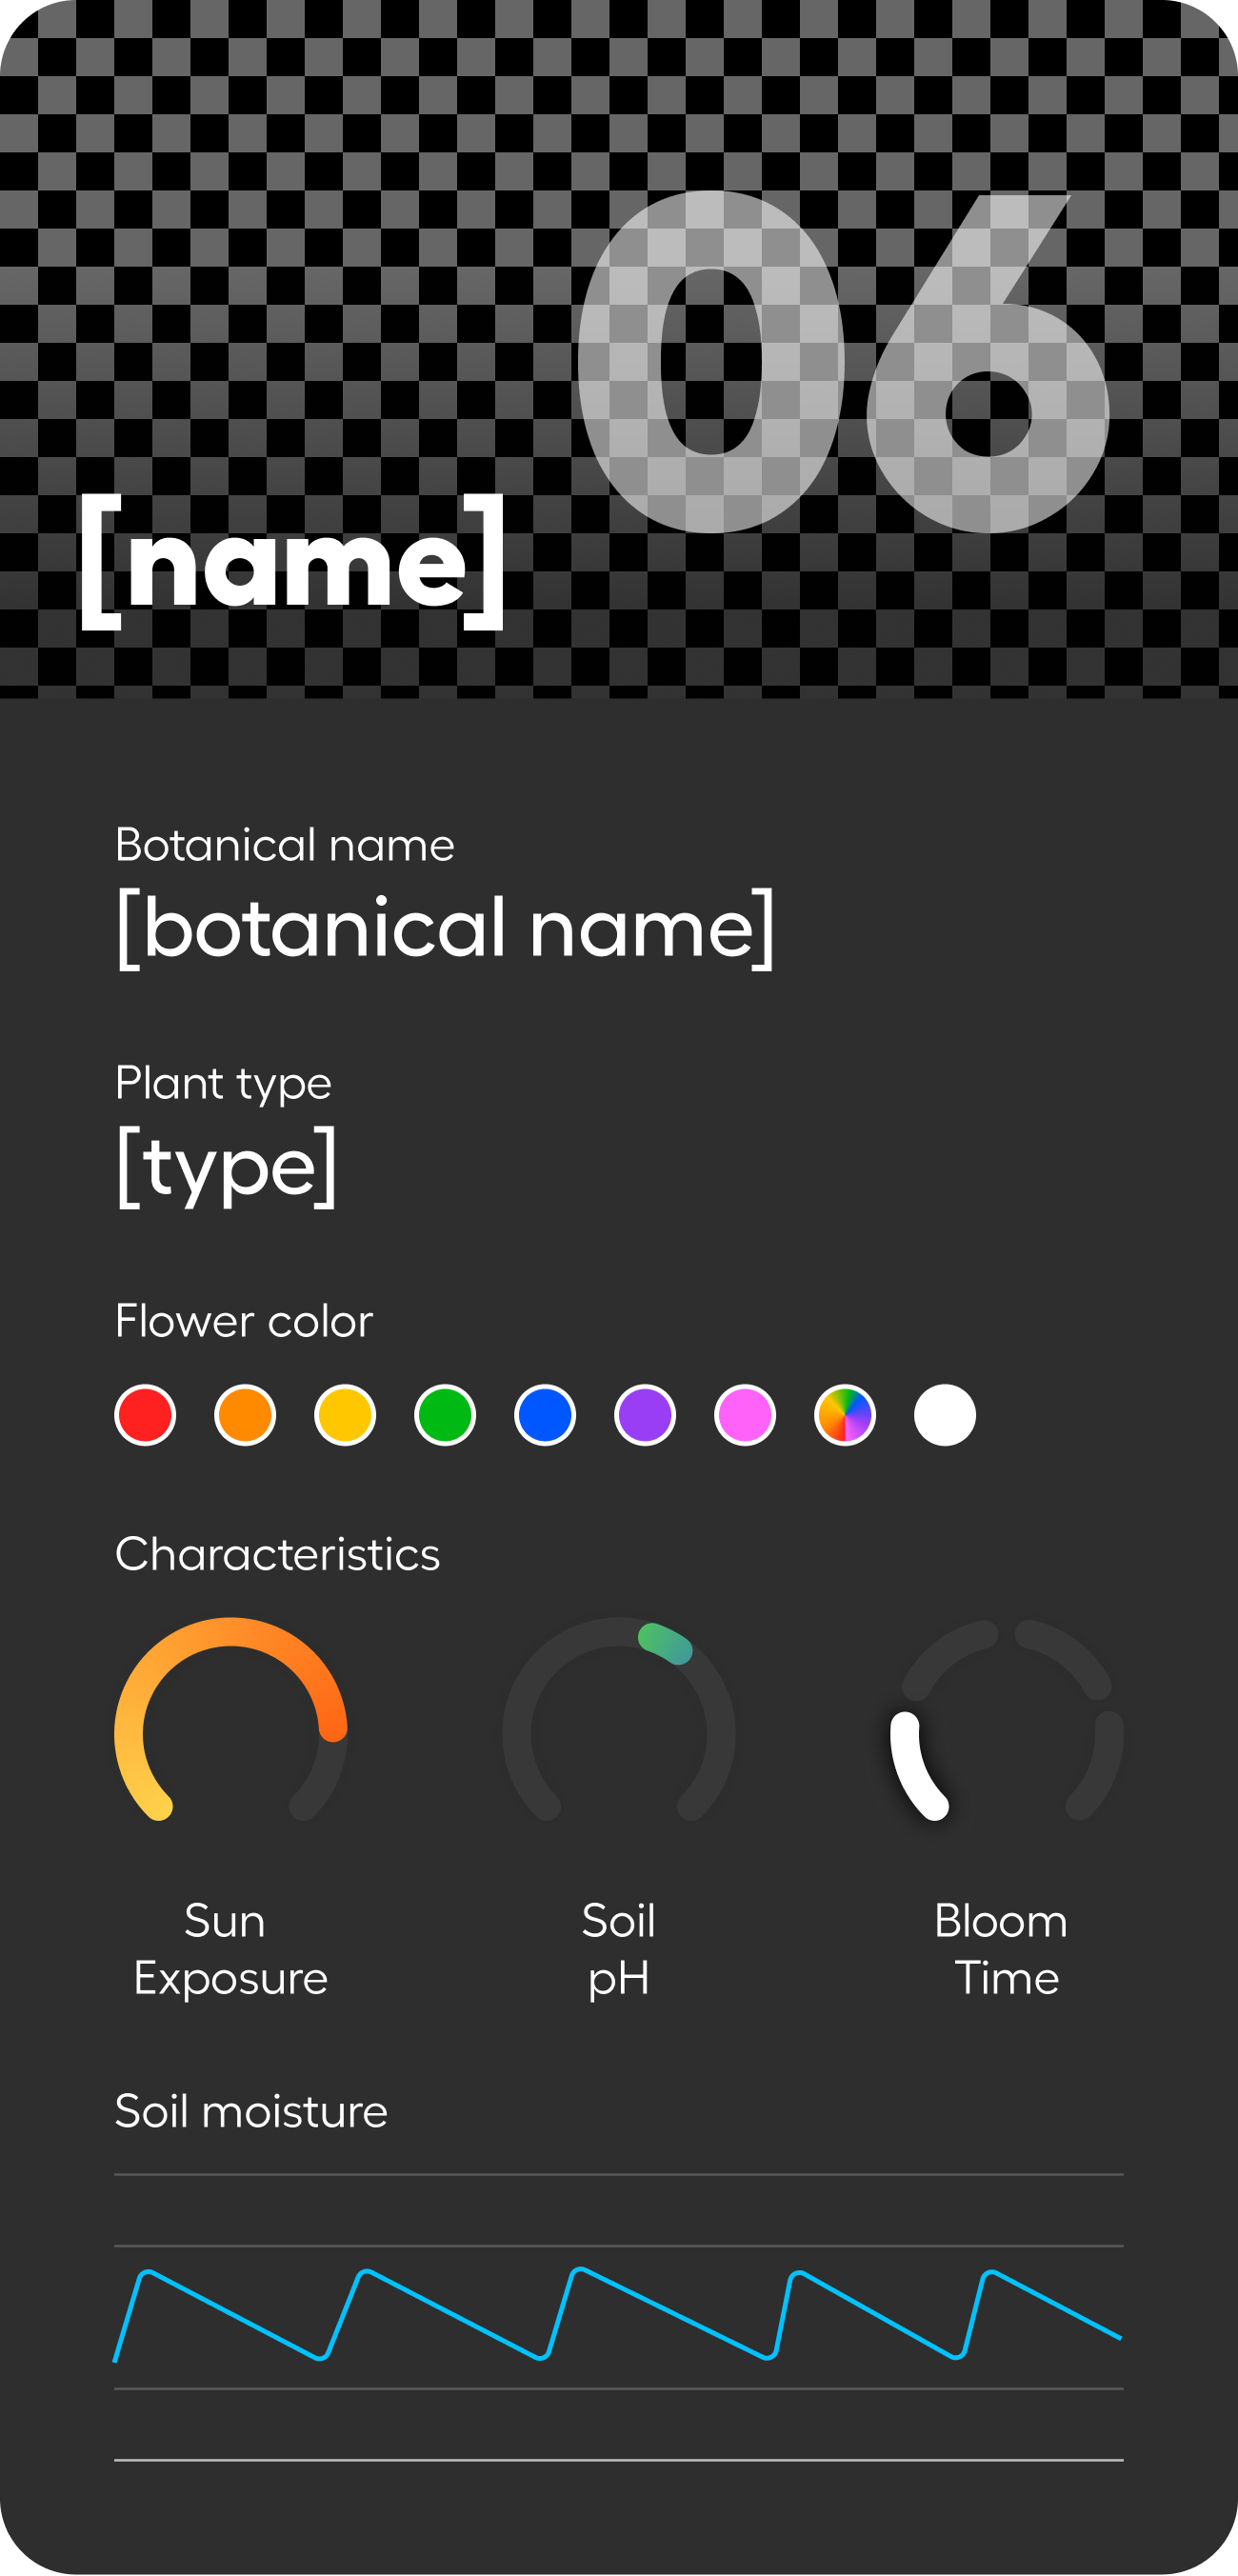 06
[name]
Botanical name
[botanical name]
Plant type
[type]
Flower color
Characteristics
Sun
Exposure
Soil
pH
Bloom
Time
Soil moisture